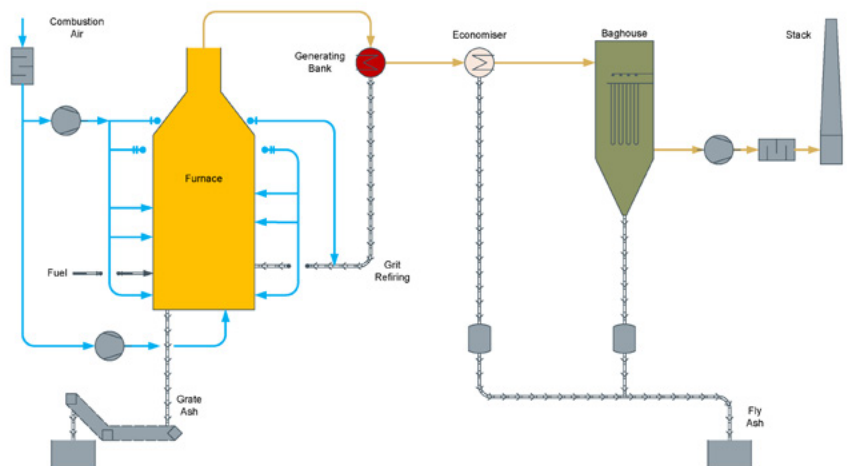 Combustion
Air
Generating
Bank
Economiser
Baghouse
Stack
Furnace
Fuel
Grit
Refiring
Grate
Ash
Fly
Ash